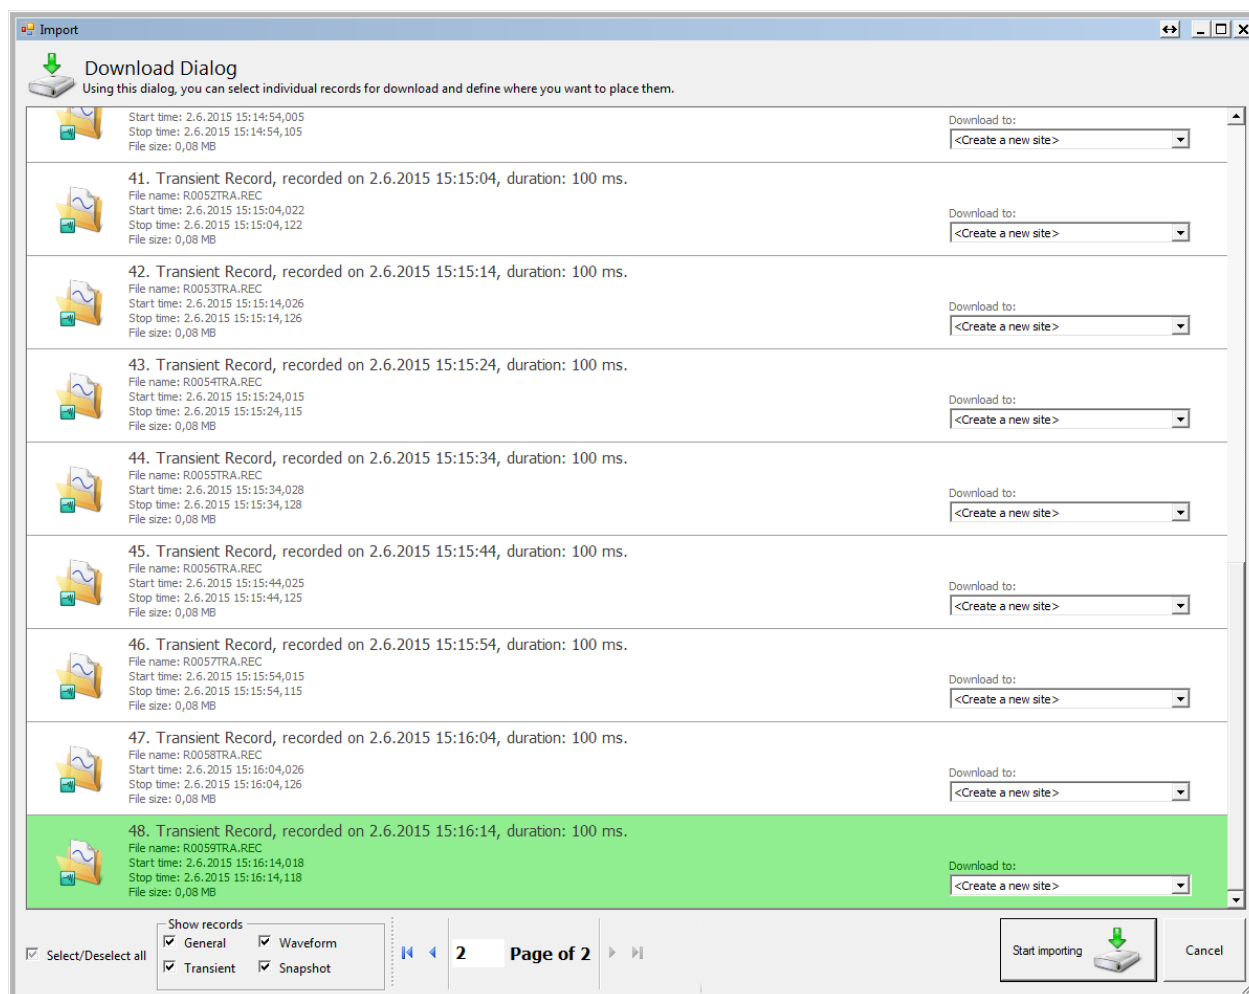 Import
Download Dialog
Using this dialog, you can select individual records for download and define where you want to place them.
Start time: 2.6.2015 15:14:54,005
Stop time: 2.6.2015 15:14:54,105
File size: 0,08 MB
Download to:
<Create a new site>
41. Transient Record, recorded on 2.6.2015 15:15:04, duration: 100 ms.
File name: R0052TRA.REC
Start time: 2.6.2015 15:15:04,022
Stop time: 2.6.2015 15:15:04,122
File size: 0,08 MB
Download to:
<Create a new site>
42. Transient Record, recorded on 2.6.2015 15:15:14, duration: 100 ms.
File name: R0053TRA.REC
Start time: 2.6.2015 15:15:14,026
Stop time: 2.6.2015 15:15:14,126
File size: 0,08 MB
Download to:
<Create a new site>
43. Transient Record, recorded on 2.6.2015 15:15:24, duration: 100 ms.
File name: R0054TRA.REC
Start time: 2.6.2015 15:15:24,015
Stop time: 2.6.2015 15:15:24,115
File size: 0,08 MB
Download to:
<Create a new site>
44. Transient Record, recorded on 2.6.2015 15:15:34, duration: 100 ms.
File name: R0055TRA.REC
Start time: 2.6.2015 15:15:34,028
Stop time: 2.6.2015 15:15:34,128
File size: 0,08 MB
Download to:
<Create a new site>
45. Transient Record, recorded on 2.6.2015 15:15:44, duration: 100 ms.
File name: R0056TRA.REC
Start time: 2.6.2015 15:15:44,025
Stop time: 2.6.2015 15:15:44,125
File size: 0,08 MB
Download to:
<Create a new site>
46. Transient Record, recorded on 2.6.2015 15:15:54, duration: 100 ms.
File name: R0057TRA.REC
Start time: 2.6.2015 15:15:54,015
Stop time: 2.6.2015 15:15:54,115
File size: 0,08 MB
Download to:
<Create a new site>
47. Transient Record, recorded on 2.6.2015 15:16:04, duration: 100 ms.
File name: R0058TRA.REC
Start time: 2.6.2015 15:16:04,026
Stop time: 2.6.2015 15:16:04,126
File size: 0,08 MB
Download to:
<Create a new site>
48. Transient Record, recorded on 2.6.2015 15:16:14, duration: 100 ms.
File name: R0059TRA.REC
Start time: 2.6.2015 15:16:14,018
Stop time: 2.6.2015 15:16:14,118
File size: 0,08 MB
Download to:
<Create a new site>
Select/Deselect all
Show records
General
Waveform
Transient
Snapshot
2
Page of 2
Start importing
Cancel